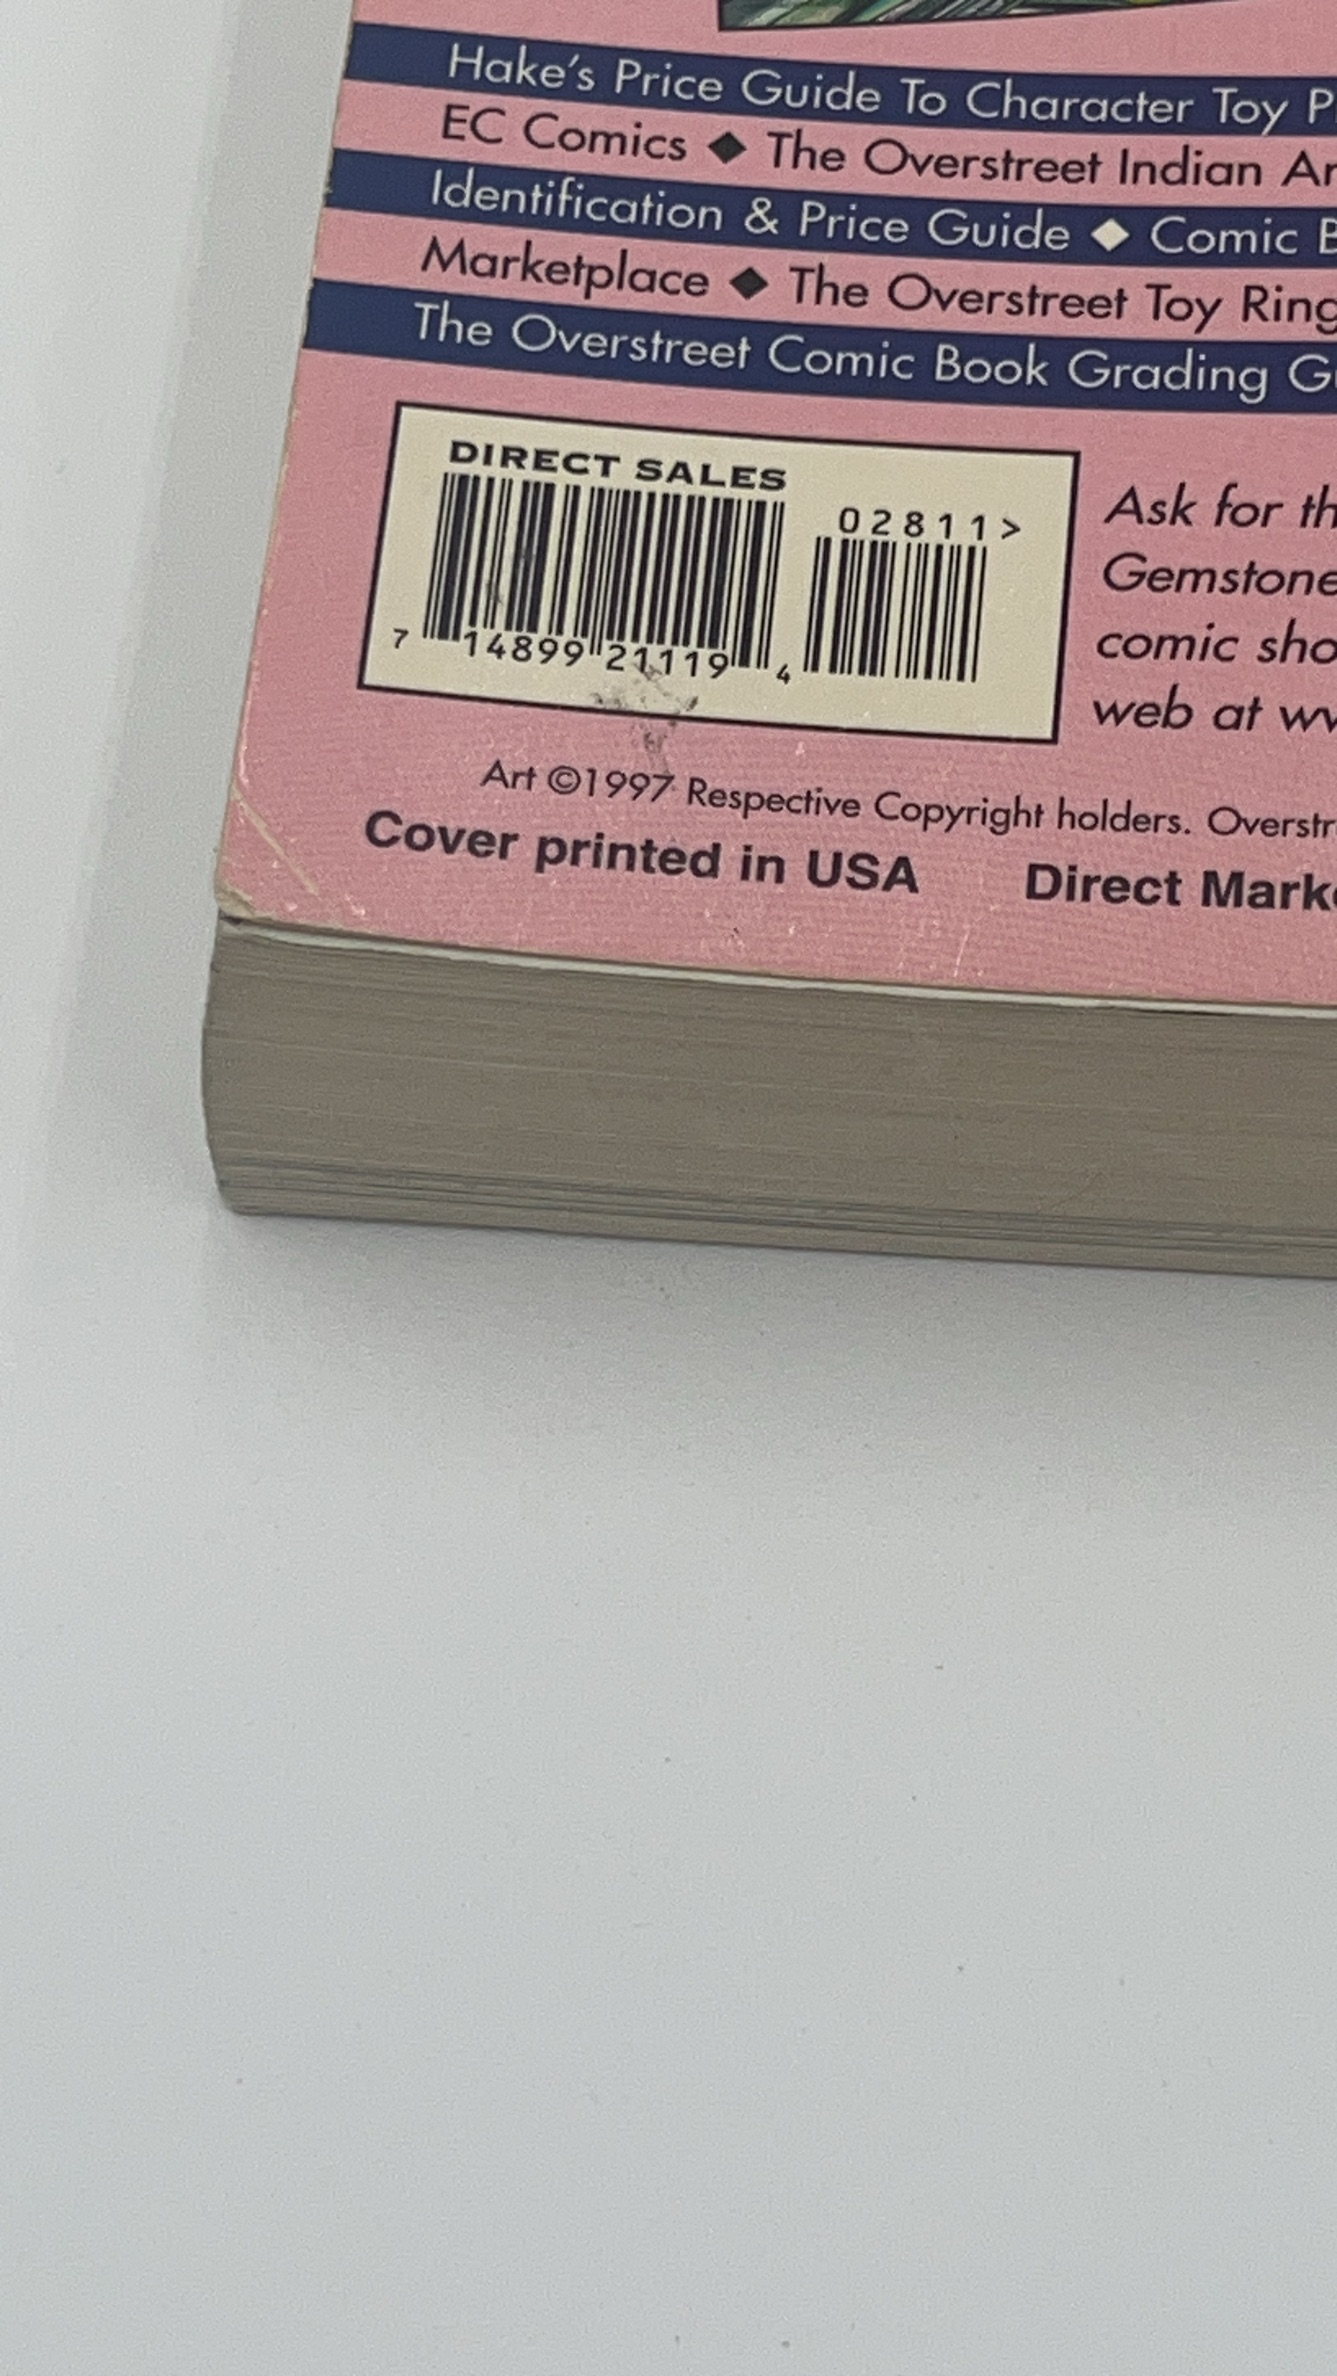 Hake's Price Guide To Character Toy
EC Comics ◆ The Overstreet Indian
Identification & Price Guide ◆ Comic
Marketplace ◆ The Overstreet Toy Ring
The Overstreet Comic Book Grading
DIRECT SALES
02811>
7 14899 21119 4
Ask for
Gemstone
comic
web at
Art ©1997 Respective Copyright holders.
Cover printed in USA Direct